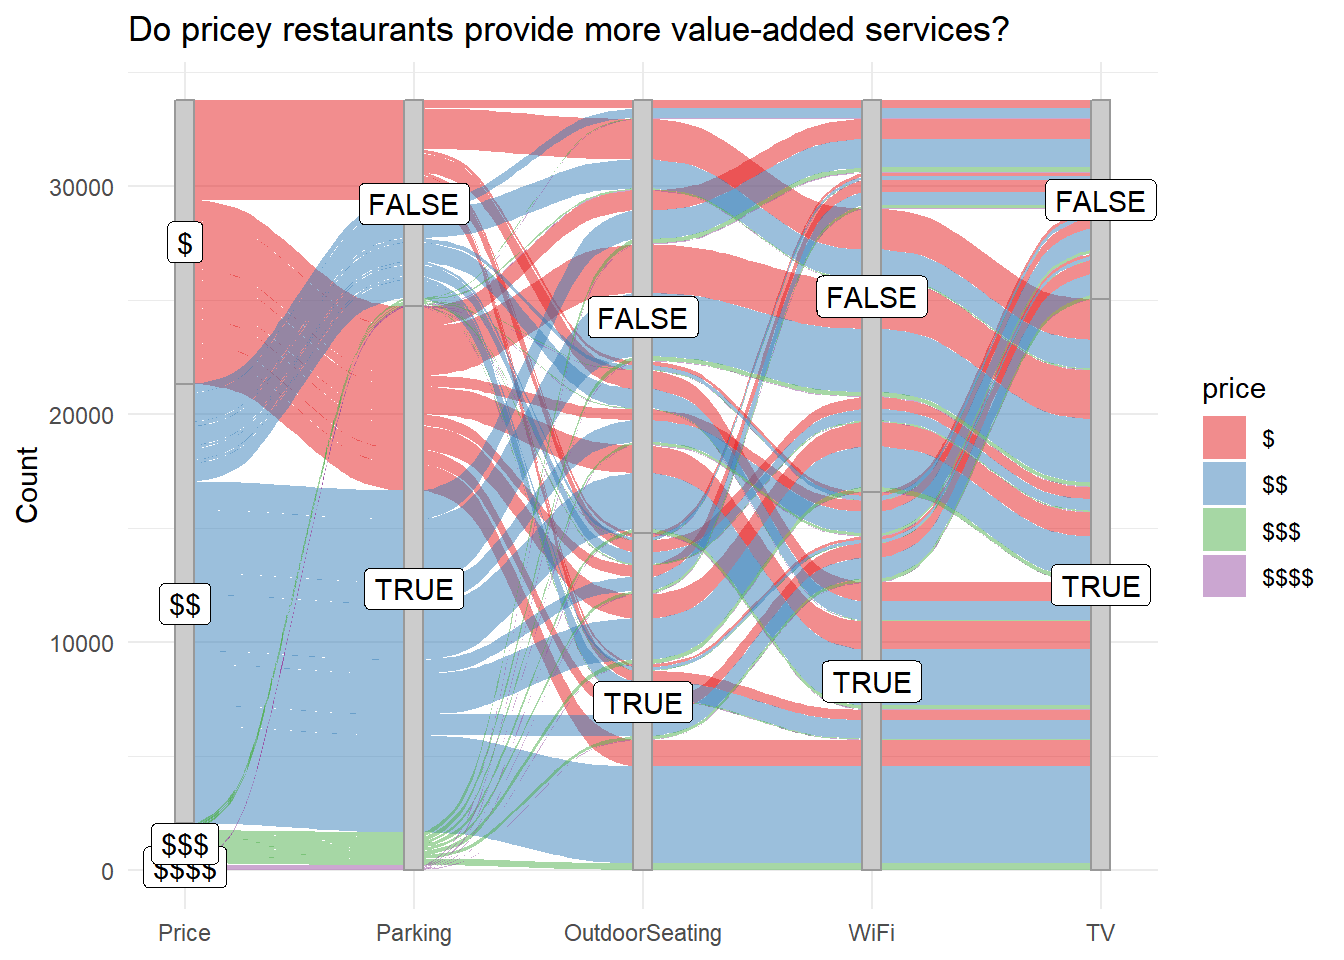 Do pricey restaurants provide more value-added services?
Count
30000
20000
10000
0
$
$$
$$$
$$$$
FALSE
TRUE
FALSE
TRUE
FALSE
TRUE
FALSE
TRUE
Price
Parking
OutdoorSeating
WiFi
TV
price
$
$$
$$$
$$$$